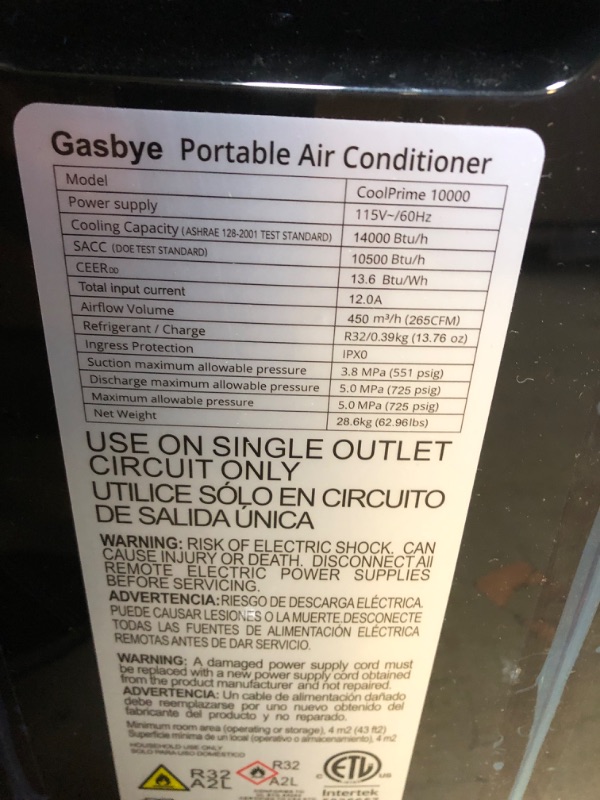 Gasbye Portable Air Conditioner
Model CoolPrime 10000
Power supply 115V~/60Hz
Cooling Capacity (ASHRAE 128-2001 TEST STANDARD) 14000 Btu/h
SACC (DOE TEST STANDARD) 10500 Btu/h
CEERDD 13.6 Btu/Wh
Total input current 12.0A
Airflow Volume 450 m³/h (265CFM)
Refrigerant / Charge R32/0.39kg (13.76 oz)
Ingress Protection IPX0
Suction maximum allowable pressure 3.8 MPa (551 psig)
Discharge maximum allowable pressure 5.0 MPa (725 psig)
Maximum allowable pressure 5.0 MPa (725 psig)
Net Weight 28.6kg (62.96lbs)
USE ON SINGLE OUTLET
CIRCUIT ONLY
UTILICE SÓLO EN CIRCUITO
DE SALIDA ÚNICA
WARNING: RISK OF ELECTRIC SHOCK. CAN
CAUSE INJURY OR DEATH. DISCONNECT All
REMOTE ELECTRIC POWER SUPPLIES
BEFORE SERVICING.
ADVERTENCIA: RIESGO DE DESCARGA ELÉCTRICA.
PUEDE CAUSAR LESIONES O LA MUERTE. DESCONECTE
TODAS LAS FUENTES DE ALIMENTACIÓN ELÉCTRICA
REMOTAS ANTES DE DAR SERVICIO.
WARNING: A damaged power supply cord must
be replaced with a new power supply cord obtained
from the product manufacturer and not repaired.
ADVERTENCIA: Un cable de alimentación dañado
debe reemplazarse por uno nuevo obtenido del
fabricante del producto y no reparado.
Minimum room area (operating or storage), 4 m2 (43 ft2)
Superficie mínima de un local (operativo o almacenamiento), 4 m2
HOUSEHOLD USE ONLY
SOLO PARA USO DOMÉSTICO
R32
A2L
R32
A2L
C ETL US
Intertek